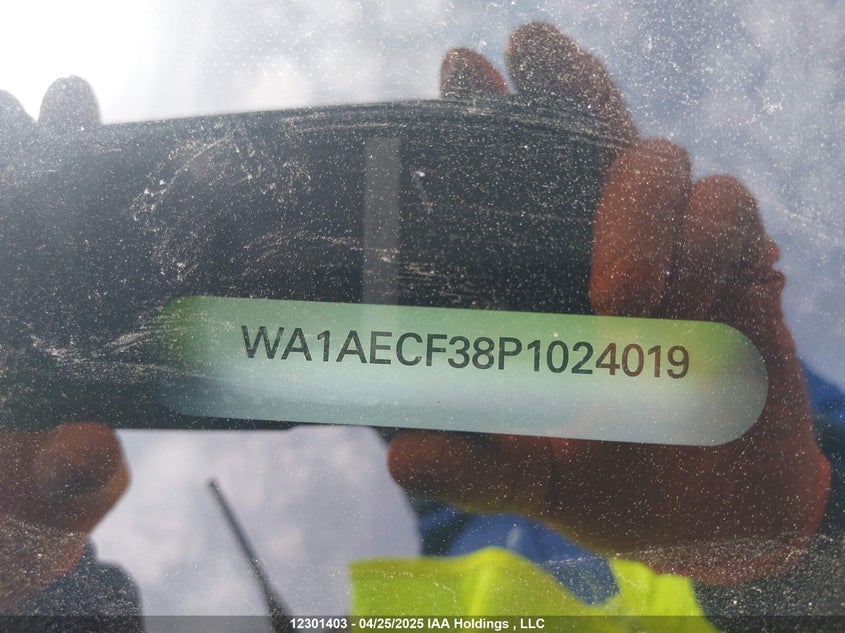 WA1AECF38P1024019
12301403 - 04/25/2025 IAA Holdings , LLC